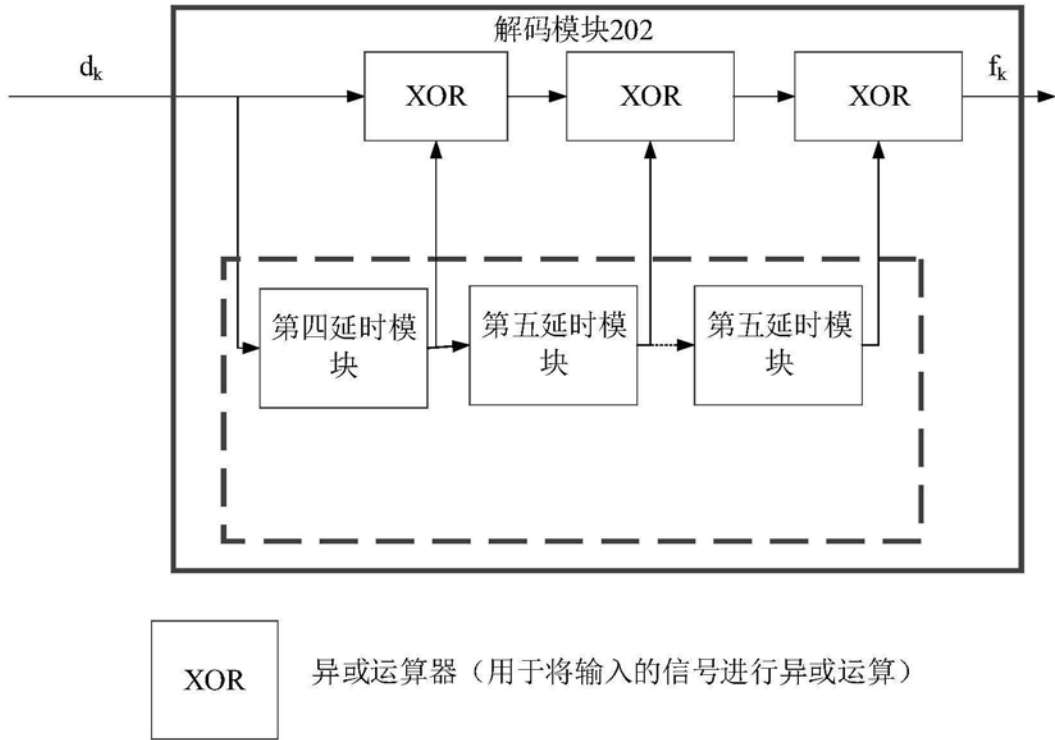 解码模块202
dk
fk
XOR
XOR
XOR
第四延时模
块
第五延时模
块
第五延时模
块
XOR
异或运算器（用于将输入的信号进行异或运算）